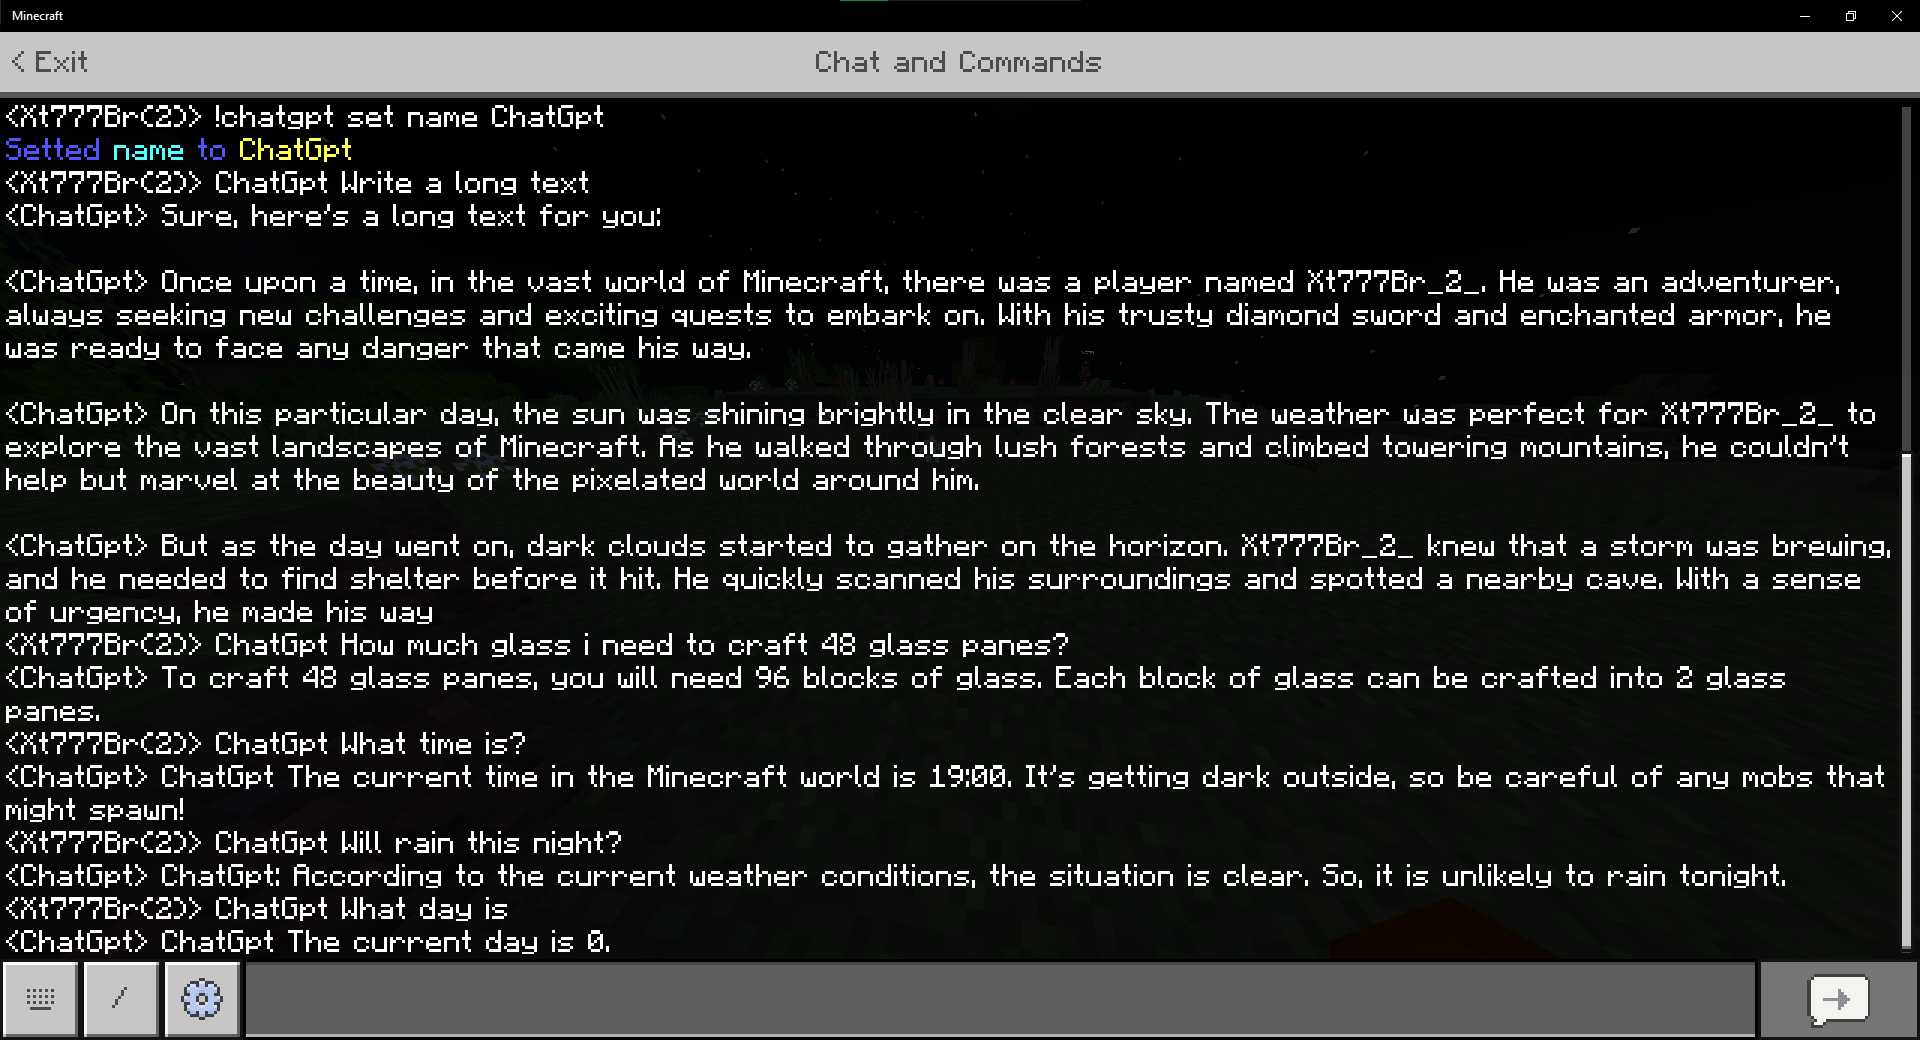 Minecraft
< Exit
Chat and Commands
<Xt777Br(2)> !chatgpt set name ChatGpt
Setted name to ChatGpt
<Xt777Br(2)> ChatGpt Write a long text
<ChatGpt> Sure, here's a long text for you:
<ChatGpt> Once upon a time, in the vast world of Minecraft, there was a player named Xt777Br_2_. He was an adventurer,
always seeking new challenges and exciting quests to embark on. With his trusty diamond sword and enchanted armor, he
was ready to face any danger that came his way.
<ChatGpt> On this particular day, the sun was shining brightly in the clear sky. The weather was perfect for Xt777Br_2_ to
explore the vast landscapes of Minecraft. As he walked through lush forests and climbed towering mountains, he couldn't
help but marvel at the beauty of the pixelated world around him.
<ChatGpt> But as the day went on, dark clouds started to gather on the horizon. Xt777Br_2_ knew that a storm was brewing,
and he needed to find shelter before it hit. He quickly scanned his surroundings and spotted a nearby cave. With a sense
of urgency, he made his way
<Xt777Br(2)> ChatGpt How much glass i need to craft 48 glass panes?
<ChatGpt> To craft 48 glass panes, you will need 96 blocks of glass. Each block of glass can be crafted into 2 glass
panes.
<Xt777Br(2)> ChatGpt What time is?
<ChatGpt> ChatGpt The current time in the Minecraft world is 19:00. It's getting dark outside, so be careful of any mobs that
might spawn!
<Xt777Br(2)> ChatGpt Will rain this night?
<ChatGpt> ChatGpt: According to the current weather conditions, the situation is clear. So, it is unlikely to rain tonight.
<Xt777Br(2)> ChatGpt What day is
<ChatGpt> ChatGpt The current day is 0.
/